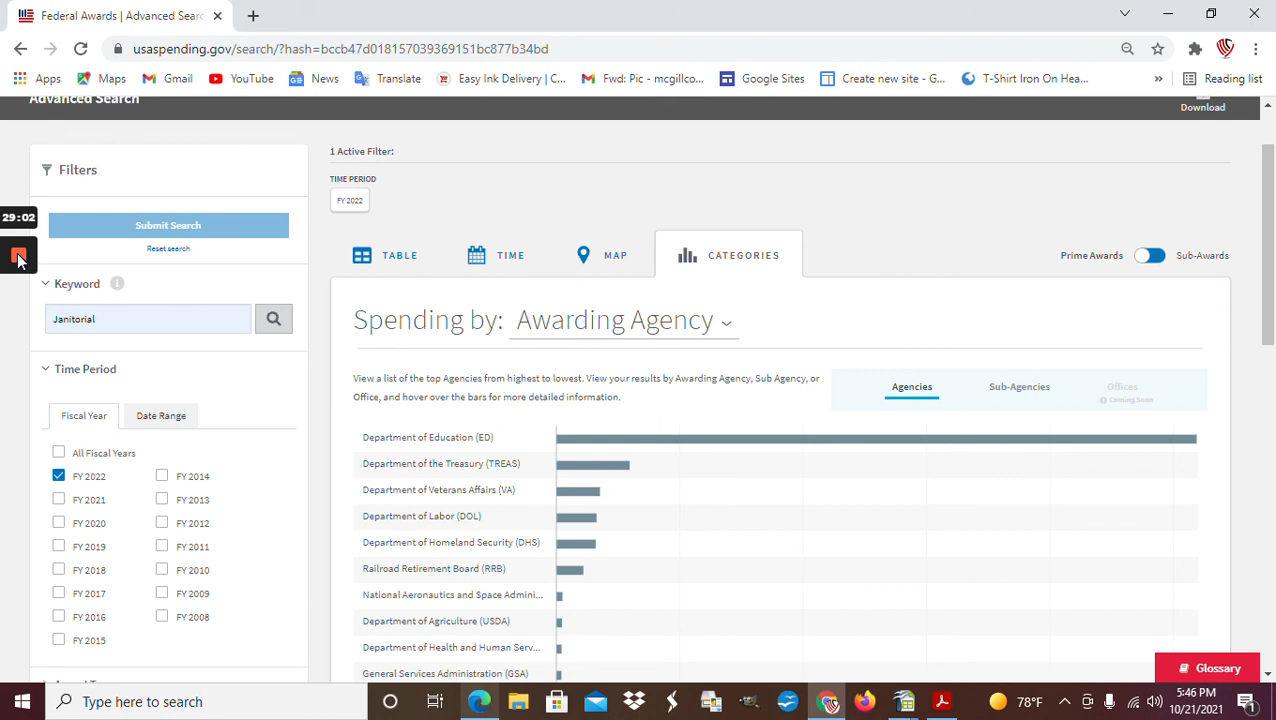 Federal Awards | Advanced Searc
usaspending.gov/search/?hash=bccb47d018157039369151bc877b34bd
Apps Maps Gmail YouTube News Translate Easy Ink Delivery | C... Fwd: Pic - mcgillco... Google Sites Create new site - G... T-Shirt Iron On Hea... » Reading list
Advanced Search
Download
Filters
Submit Search
Reset search
29:02
Keyword
Janitorial
Time Period
Fiscal Year Date Range
All Fiscal Years
FY 2022 FY 2014
FY 2021 FY 2013
FY 2020 FY 2012
FY 2019 FY 2011
FY 2018 FY 2010
FY 2017 FY 2009
FY 2016 FY 2008
FY 2015
1 Active Filter:
TIME PERIOD
FY 2022
TABLE TIME MAP CATEGORIES
Prime Awards Sub-Awards
Spending by: Awarding Agency
View a list of the top Agencies from highest to lowest. View your results by Awarding Agency, Sub Agency, or
Office, and hover over the bars for more detailed information.
Agencies Sub-Agencies Offices
Coming Soon
Department of Education (ED)
Department of the Treasury (TREAS)
Department of Veterans Affairs (VA)
Department of Labor (DOL)
Department of Homeland Security (DHS)
Railroad Retirement Board (RRB)
National Aeronautics and Space Admini...
Department of Agriculture (USDA)
Department of Health and Human Serv...
General Services Administration (GSA)
Glossary
Type here to search
78°F
5:46 PM
10/21/2021
1